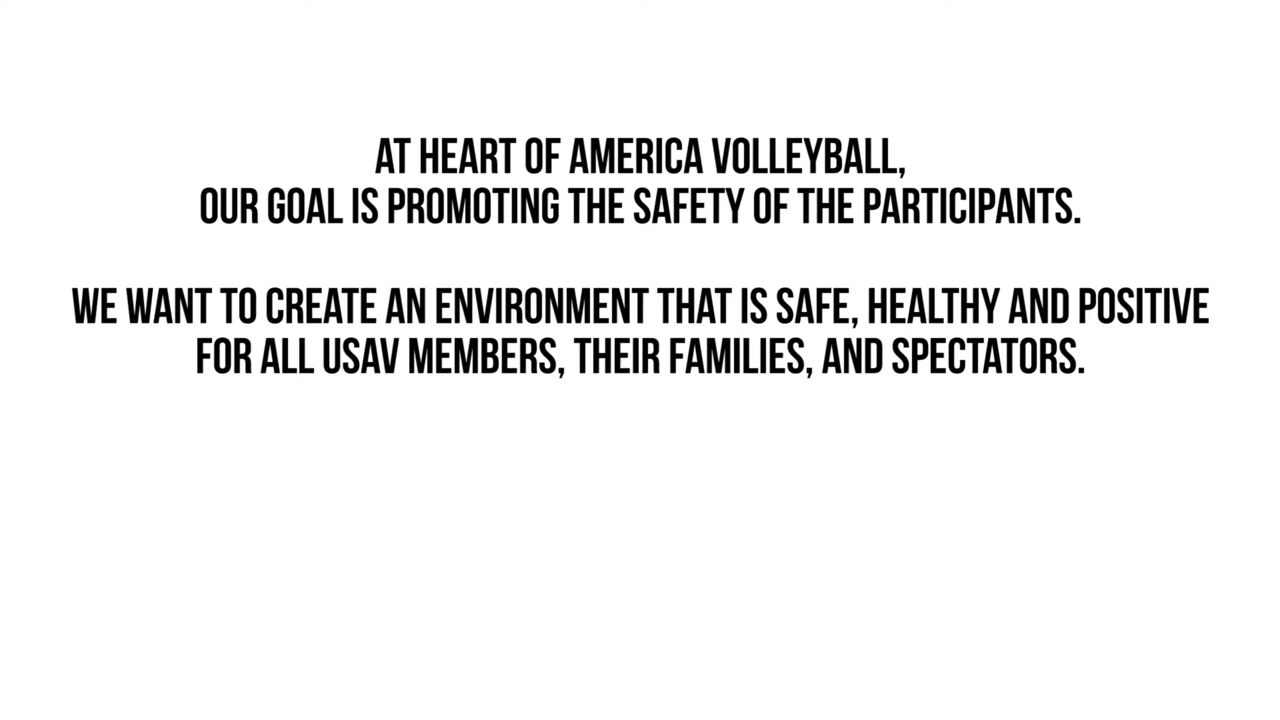 AT HEART OF AMERICA VOLLEYBALL,
OUR GOAL IS PROMOTING THE SAFETY OF THE PARTICIPANTS.
WE WANT TO CREATE AN ENVIRONMENT THAT IS SAFE, HEALTHY AND POSITIVE
FOR ALL USAV MEMBERS, THEIR FAMILIES, AND SPECTATORS.